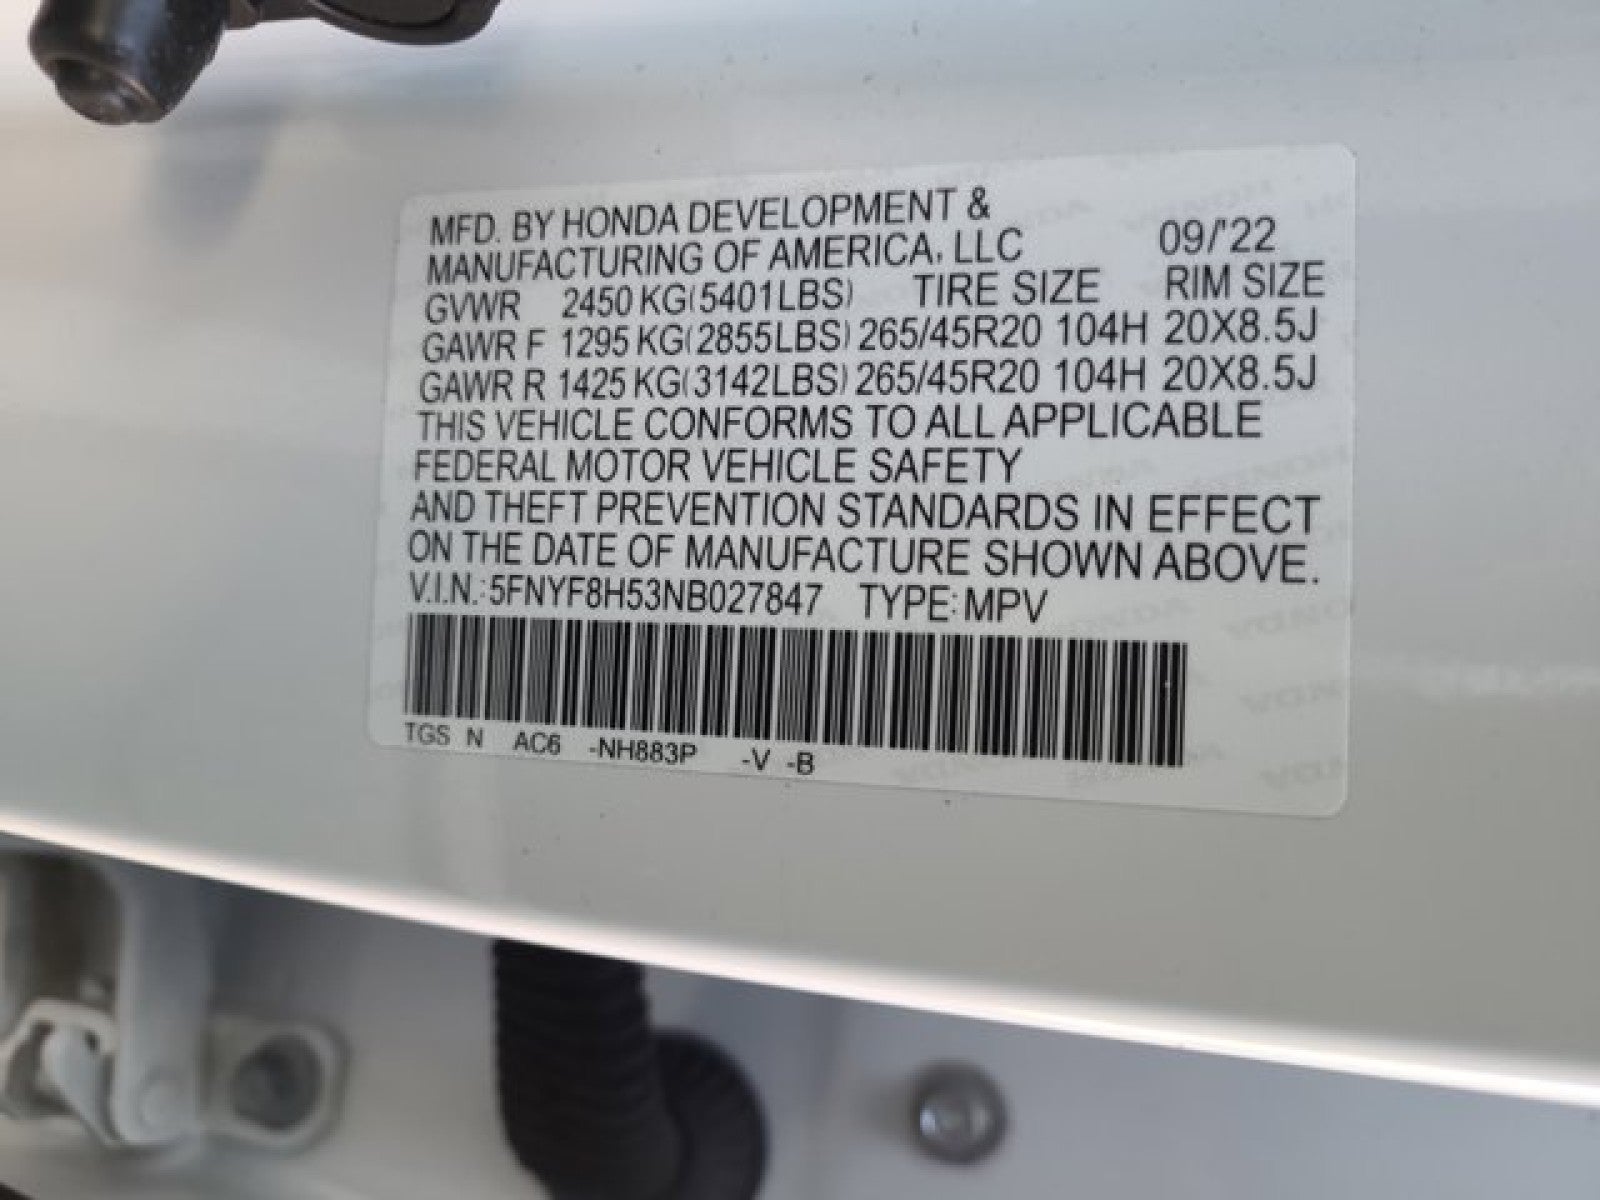 MFD. BY HONDA DEVELOPMENT &
MANUFACTURING OF AMERICA, LLC 09/'22
GVWR 2450 KG(5401LBS) TIRE SIZE RIM SIZE
GAWR F 1295 KG(2855LBS) 265/45R20 104H 20X8.5J
GAWR R 1425 KG(3142LBS) 265/45R20 104H 20X8.5J
THIS VEHICLE CONFORMS TO ALL APPLICABLE
FEDERAL MOTOR VEHICLE SAFETY
AND THEFT PREVENTION STANDARDS IN EFFECT
ON THE DATE OF MANUFACTURE SHOWN ABOVE.
V.I.N.: 5FNYF8H53NB027847 TYPE: MPV
TGS N AC6 -NH883P -V -B